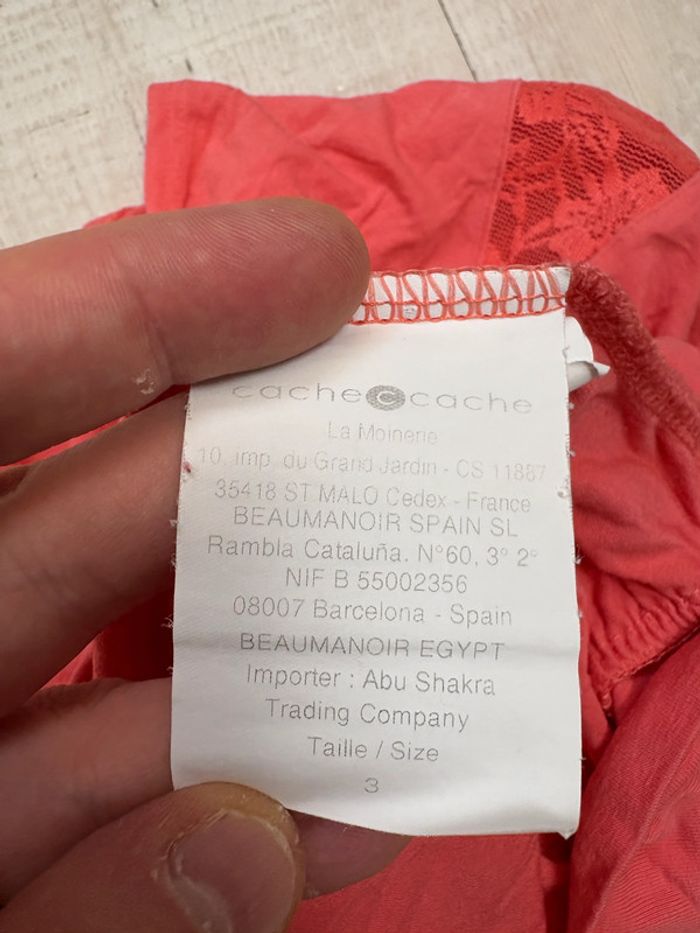 cache c cache
La Moinerie
10, imp. du Grand Jardin - CS 11887
35418 ST MALO Cedex - France
BEAUMANOIR SPAIN SL
Rambla Cataluña. N°60, 3° 2°
NIF B 55002356
08007 Barcelona - Spain
BEAUMANOIR EGYPT
Importer : Abu Shakra
Trading Company
Taille / Size
3